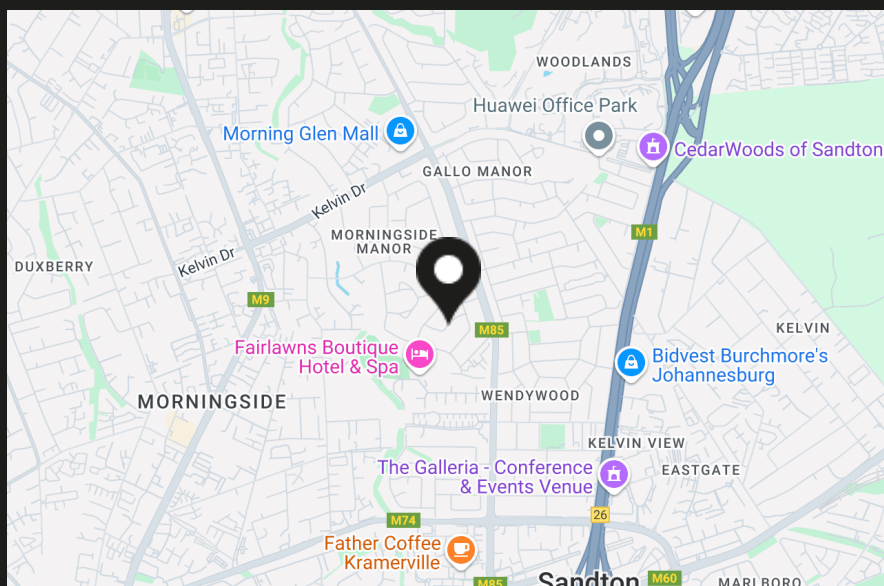 WOODLANDS
Huawei Office Park
Morning Glen Mall
CedarWoods of Sandton
GALLO MANOR
Kelvin Dr
MORNINGSIDE
MANOR
M1
Kelvin Dr
DUXBERRY
M9
M85
KELVIN
Fairlawns Boutique
Hotel & Spa
Bidvest Burchmore's
Johannesburg
WENDYWOOD
MORNINGSIDE
KELVIN VIEW
EASTGATE
The Galleria - Conference
& Events Venue
26
M74
Father Coffee
Kramerville
M85
Sandton
M60
MARLBORO